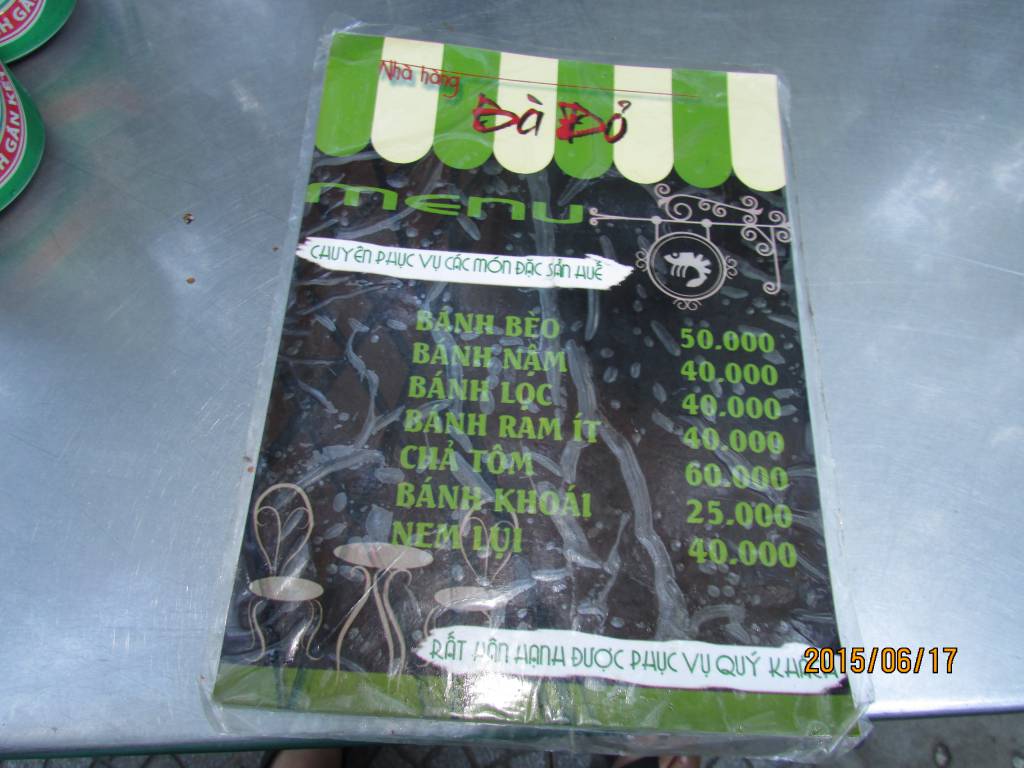 Nhà hàng
Đà Đỏ
MENU
CHUYÊN PHỤC VỤ CÁC MÓN ĐẶC SẢN HUẾ
BÁNH BÈO 50.000
BÁNH NẬM 40.000
BÁNH LỌC 40.000
BÁNH RAM ÍT 40.000
CHẢ TÔM 60.000
BÁNH KHOÁI 25.000
NEM LỤI 40.000
RẤT HÂN HẠNH ĐƯỢC PHỤC VỤ QUÝ KHÁCH
2015/06/17